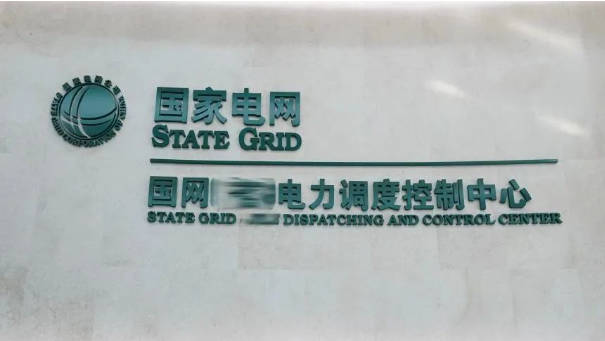 国家电网
STATE GRID
国网 电力调度控制中心
STATE GRID DISPATCHING AND CONTROL CENTER